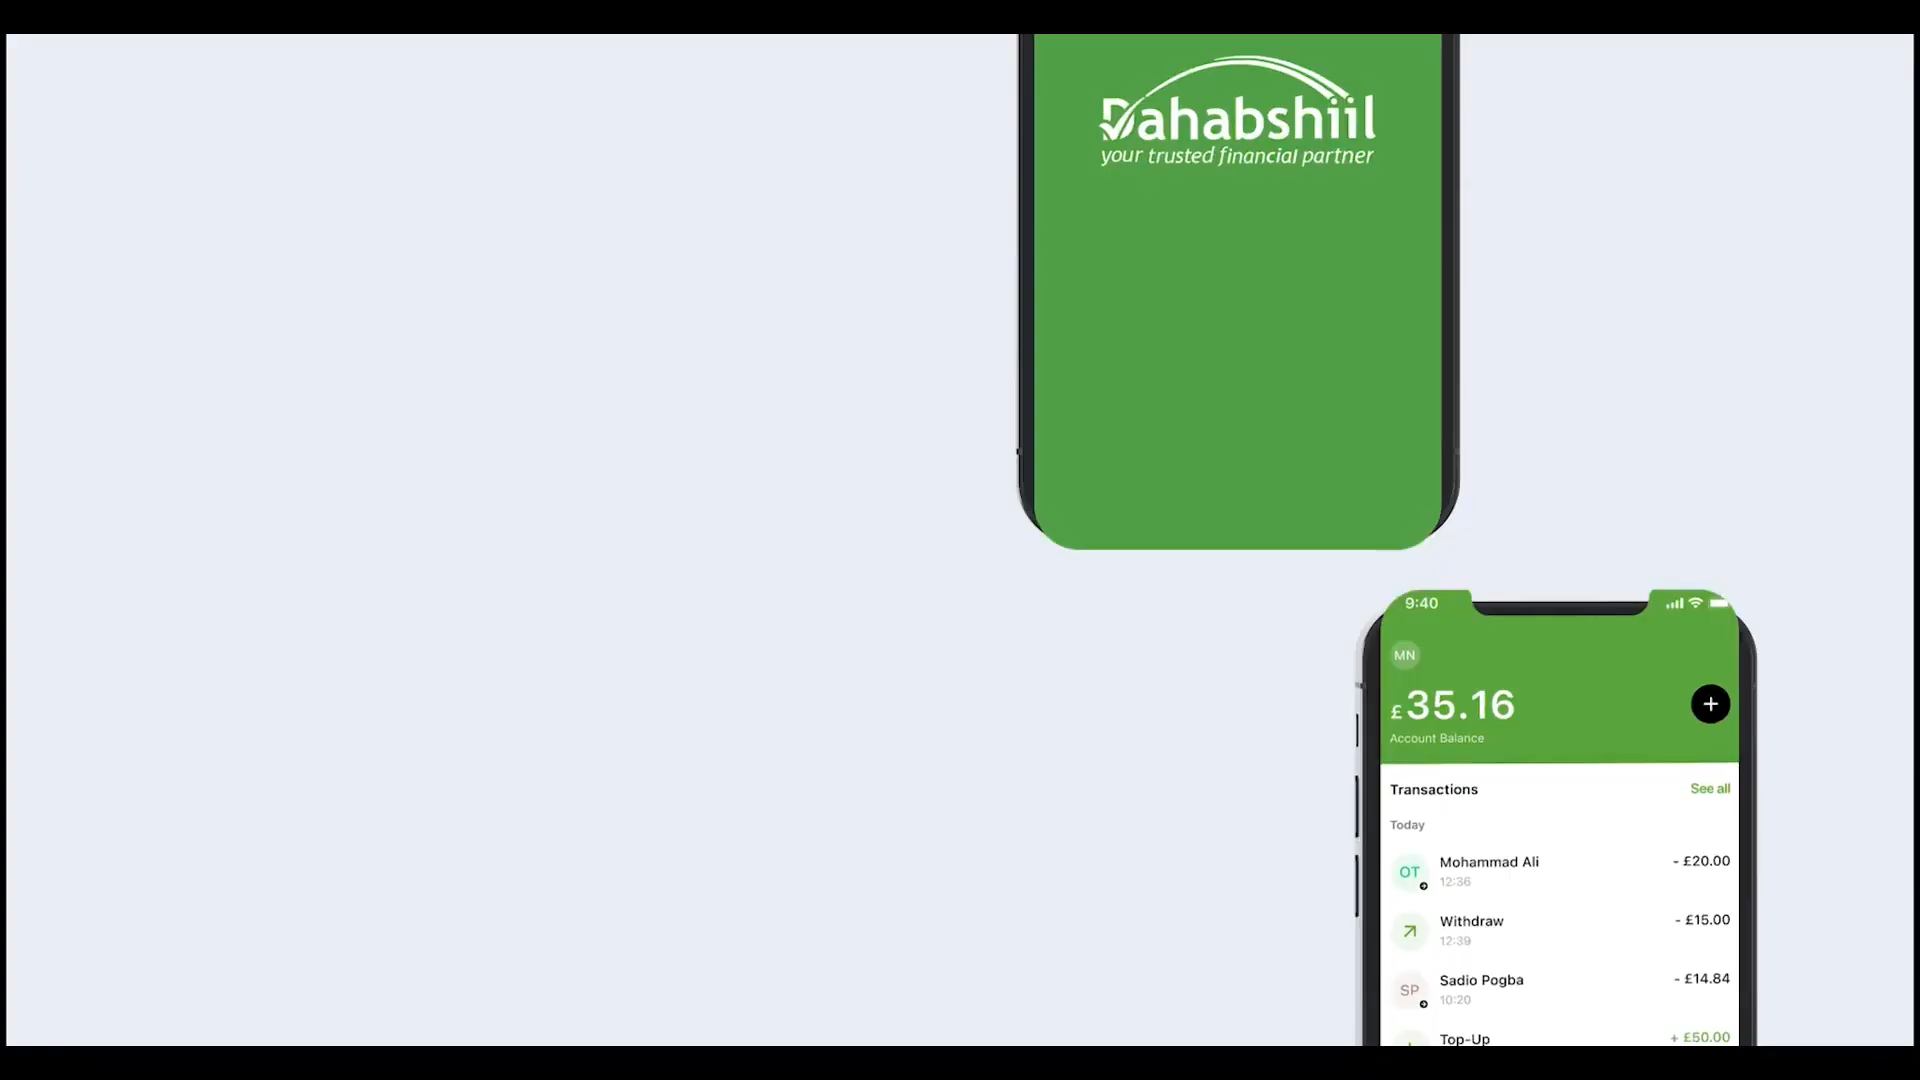 Dahabshiil
your trusted financial partner
9:40
MN
£35.16
Account Balance
Transactions See all
Today
OT Mohammad Ali - £20.00
12:36
Withdraw - £15.00
12:39
SP Sadio Pogba - £14.84
10:20
Top-Up + £50.00